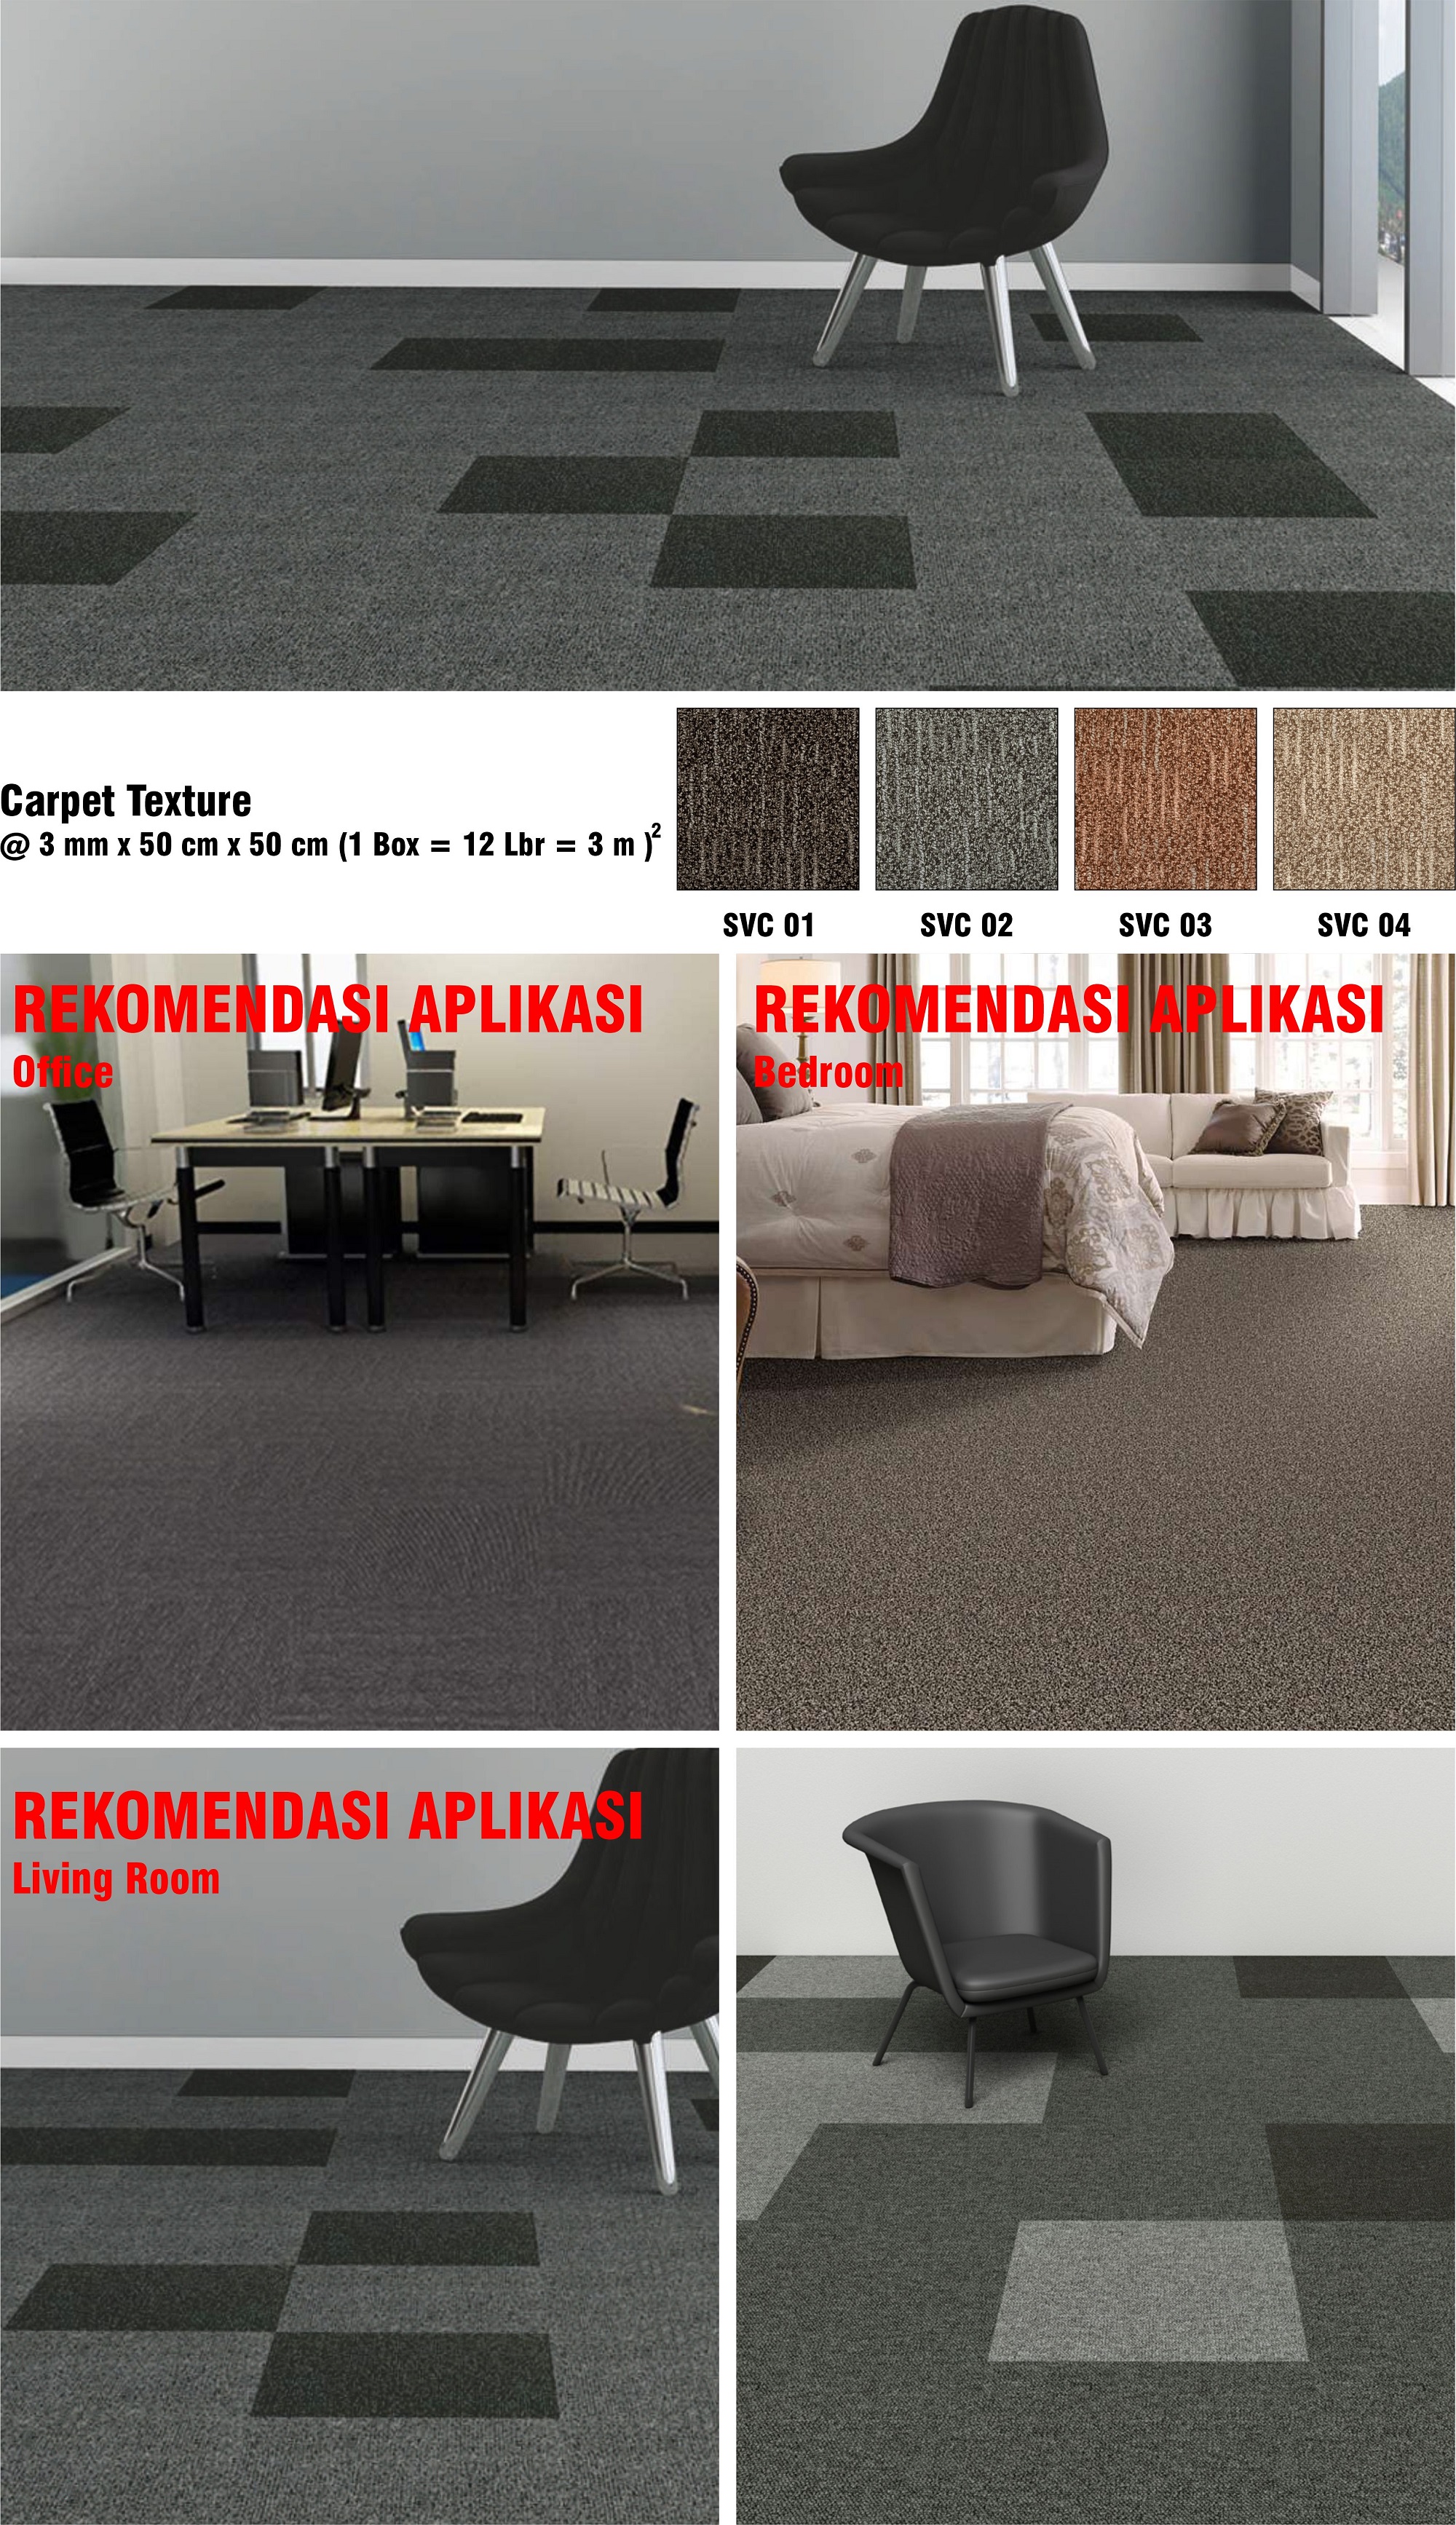 Carpet Texture
@ 3 mm x 50 cm x 50 cm (1 Box = 12 Lbr = 3 m )²
SVC 01 SVC 02 SVC 03 SVC 04
REKOMENDASI APLIKASI
Office
REKOMENDASI APLIKASI
Bedroom
REKOMENDASI APLIKASI
Living Room